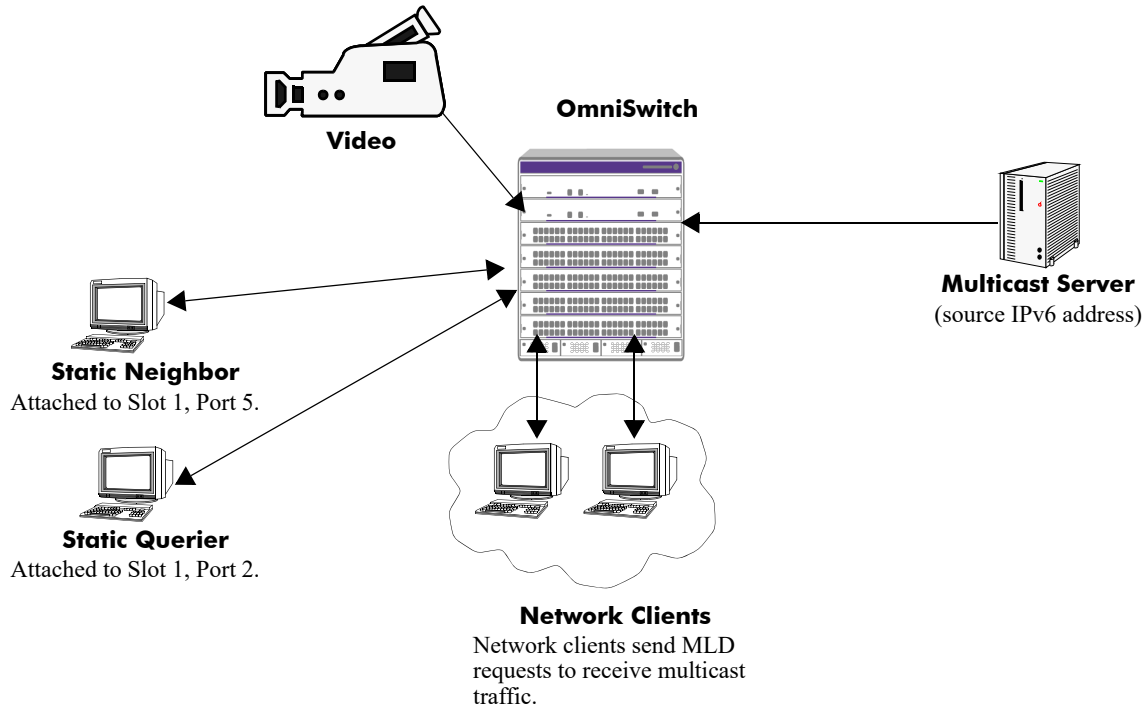 OmniSwitch
Video
Multicast Server
(source IPv6 address)
Static Neighbor
Attached to Slot 1, Port 5.
Static Querier
Attached to Slot 1, Port 2.
Network Clients
Network clients send MLD
requests to receive multicast
traffic.